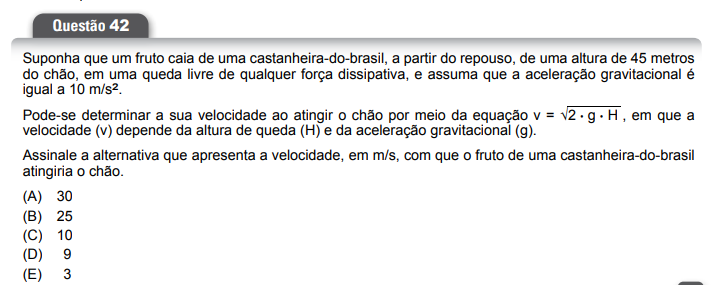 Questão 42
Suponha que um fruto caia de uma castanheira-do-brasil, a partir do repouso, de uma altura de 45 metros
do chão, em uma queda livre de qualquer força dissipativa, e assuma que a aceleração gravitacional é
igual a 10 m/s².
Pode-se determinar a sua velocidade ao atingir o chão por meio da equação v = √2 · g · H , em que a
velocidade (v) depende da altura de queda (H) e da aceleração gravitacional (g).
Assinale a alternativa que apresenta a velocidade, em m/s, com que o fruto de uma castanheira-do-brasil
atingiria o chão.
(A) 30
(B) 25
(C) 10
(D) 9
(E) 3